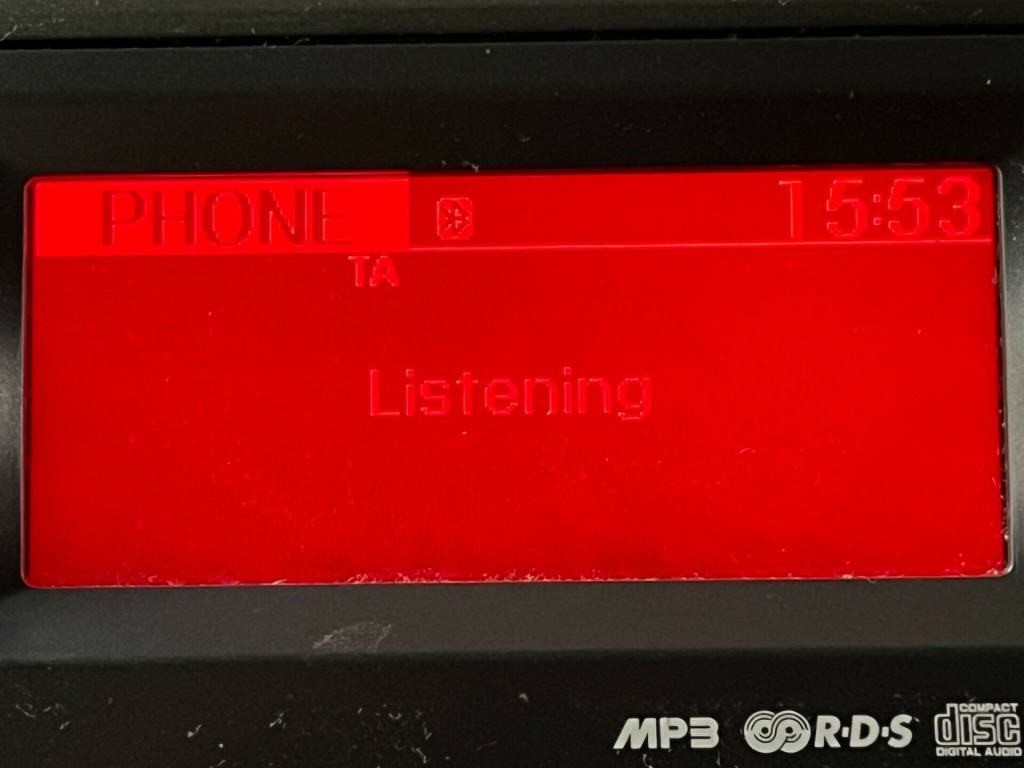 PHONE 15:53
TA
Listening
MP3 R·D·S COMPACT disc DIGITAL AUDIO